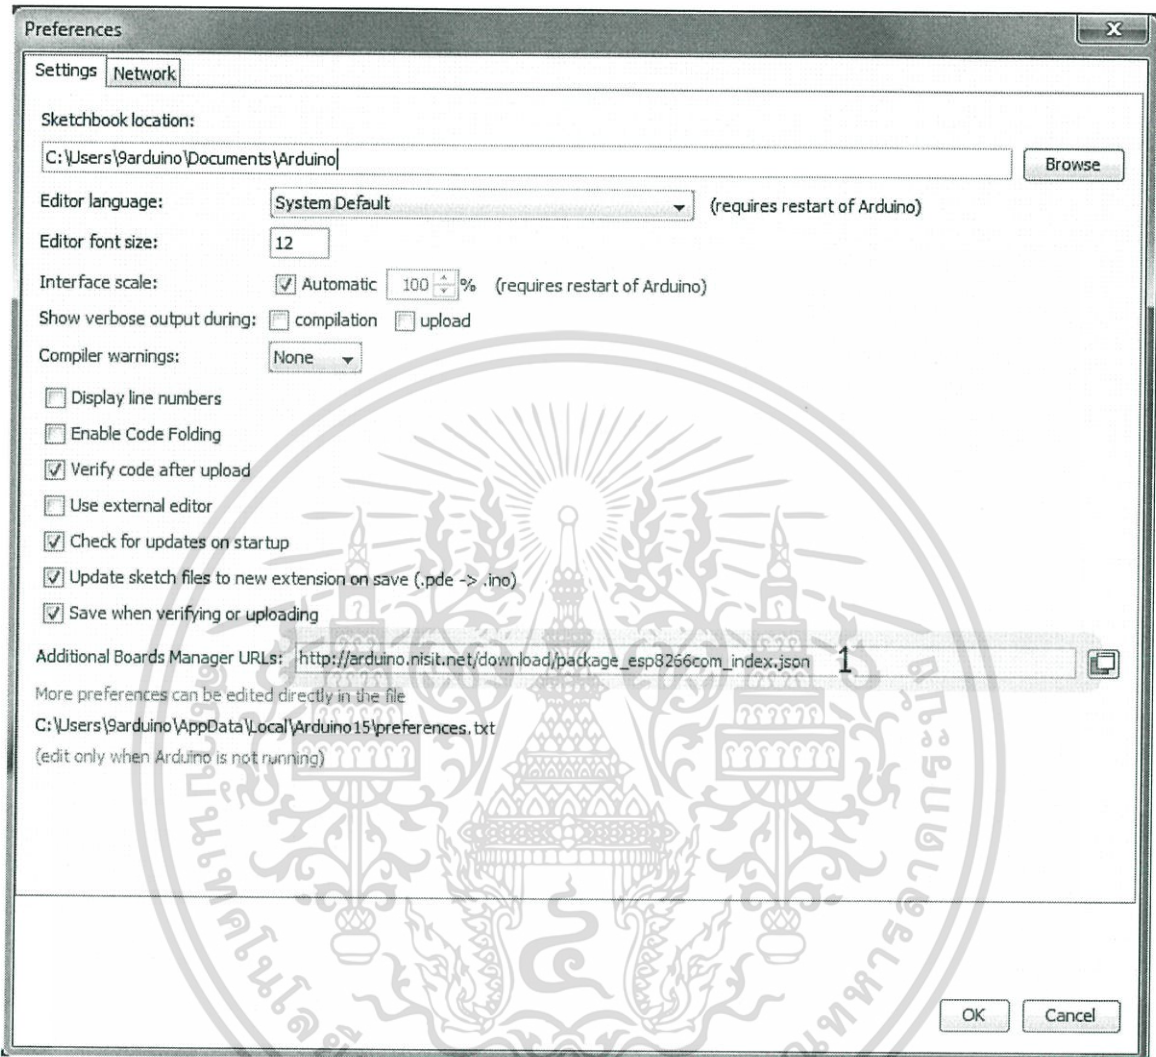 Preferences
Settings Network
Sketchbook location:
C:\Users\9arduino\Documents\Arduino Browse
Editor language: System Default (requires restart of Arduino)
Editor font size: 12
Interface scale: Automatic 100 % (requires restart of Arduino)
Show verbose output during: compilation upload
Compiler warnings: None
Display line numbers
Enable Code Folding
Verify code after upload
Use external editor
Check for updates on startup
Update sketch files to new extension on save (.pde -> .ino)
Save when verifying or uploading
Additional Boards Manager URLs: http://arduino.nisit.net/download/package_esp8266com_index.json 1
More preferences can be edited directly in the file
C:\Users\9arduino\AppData\Local\Arduino15\preferences.txt
(edit only when Arduino is not running)
OK Cancel